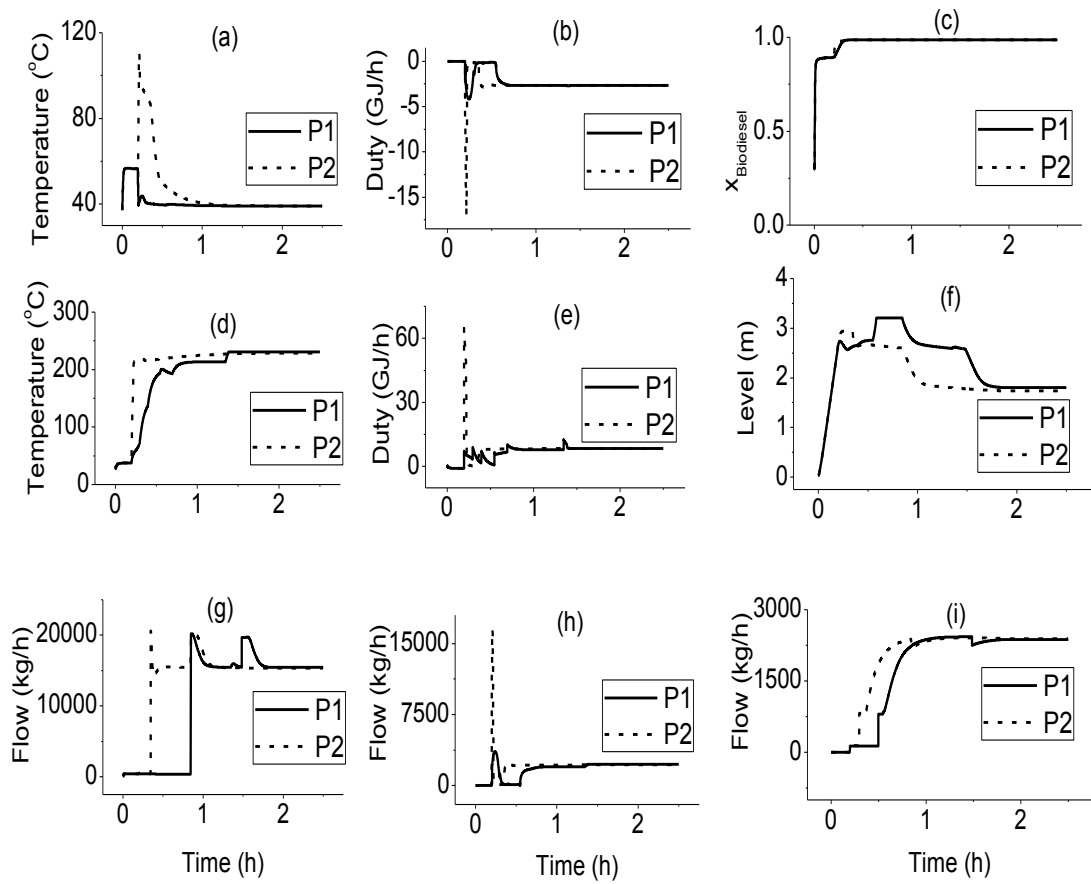 (a)
Temperature (°C)
120
80
40
P1
P2
0 1 2
(b)
Duty (GJ/h)
0
-5
-10
-15
P1
P2
0 1 2
(c)
xBiodiesel
1.0
0.5
0.0
P1
P2
0 1 2
(d)
Temperature (°C)
300
200
100
0
P1
P2
0 1 2
(e)
Duty (GJ/h)
60
30
0
P1
P2
0 1 2
(f)
Level (m)
4
3
2
1
0
P1
P2
0 1 2
(g)
Flow (kg/h)
20000
10000
0
P1
P2
0 1 2
Time (h)
(h)
Flow (kg/h)
15000
7500
0
P1
P2
0 1 2
Time (h)
(i)
Flow (kg/h)
3000
1500
0
P1
P2
0 1 2
Time (h)